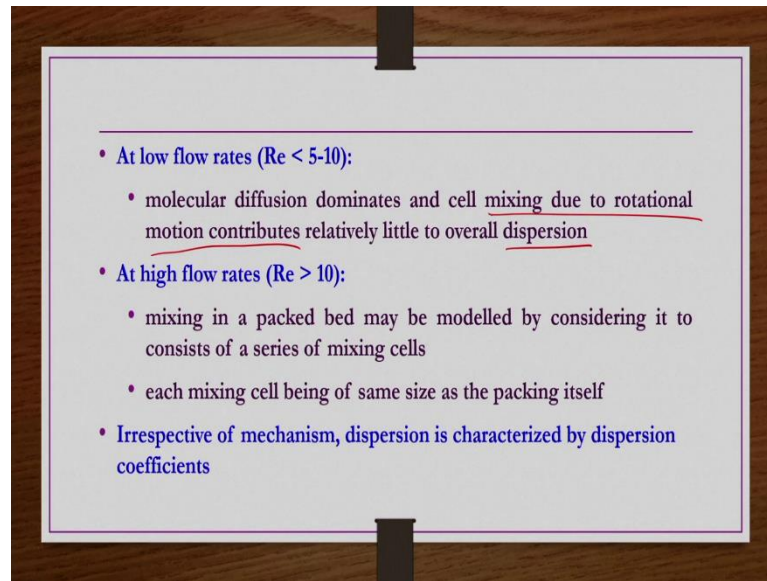 • At low flow rates (Re < 5-10):
• molecular diffusion dominates and cell mixing due to rotational
motion contributes relatively little to overall dispersion
• At high flow rates (Re > 10):
• mixing in a packed bed may be modelled by considering it to
consists of a series of mixing cells
• each mixing cell being of same size as the packing itself
• Irrespective of mechanism, dispersion is characterized by dispersion
coefficients